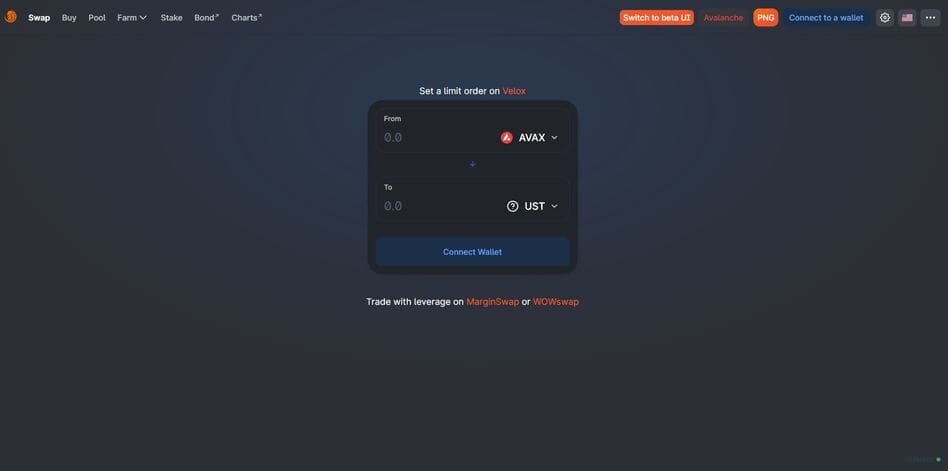 Swap Buy Pool Farm Stake Bond↗ Charts↗ Switch to beta UI Avalanche PNG Connect to a wallet
Set a limit order on Velox
From
0.0 AVAX
↓
To
0.0 ? UST
Connect Wallet
Trade with leverage on MarginSwap or WOWswap